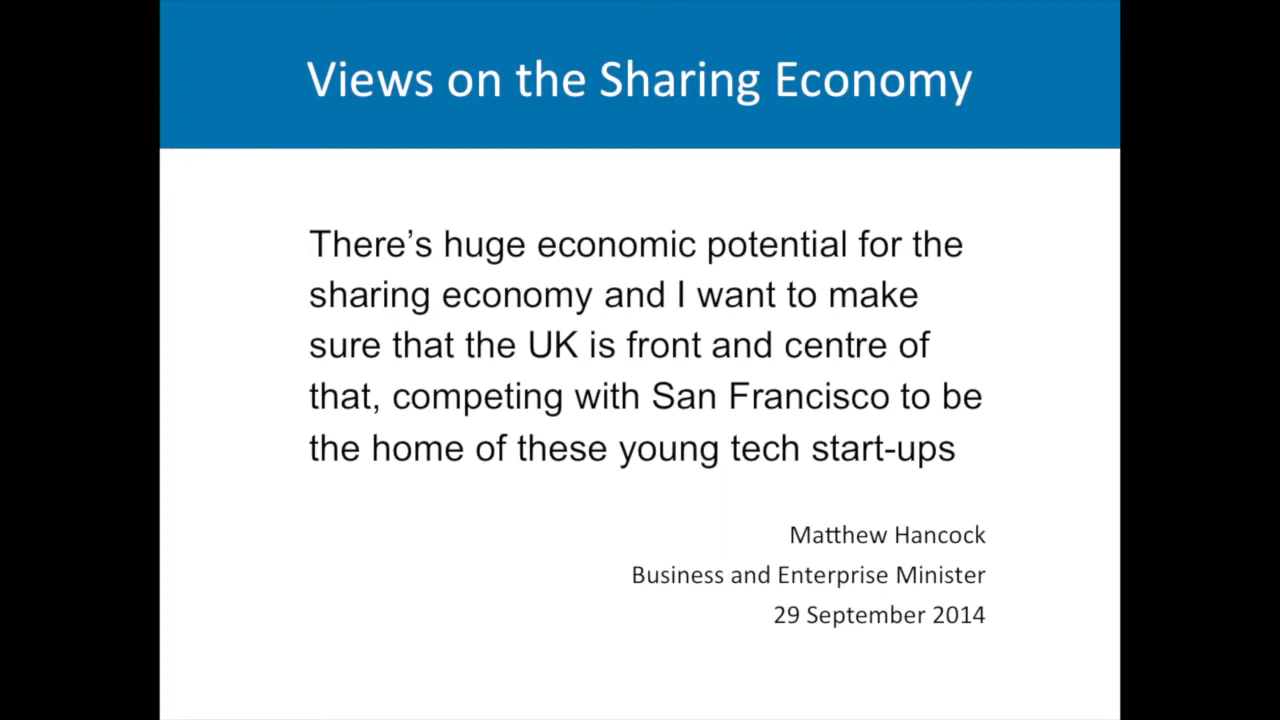 Views on the Sharing Economy
There’s huge economic potential for the
sharing economy and I want to make
sure that the UK is front and centre of
that, competing with San Francisco to be
the home of these young tech start-ups
Matthew Hancock
Business and Enterprise Minister
29 September 2014